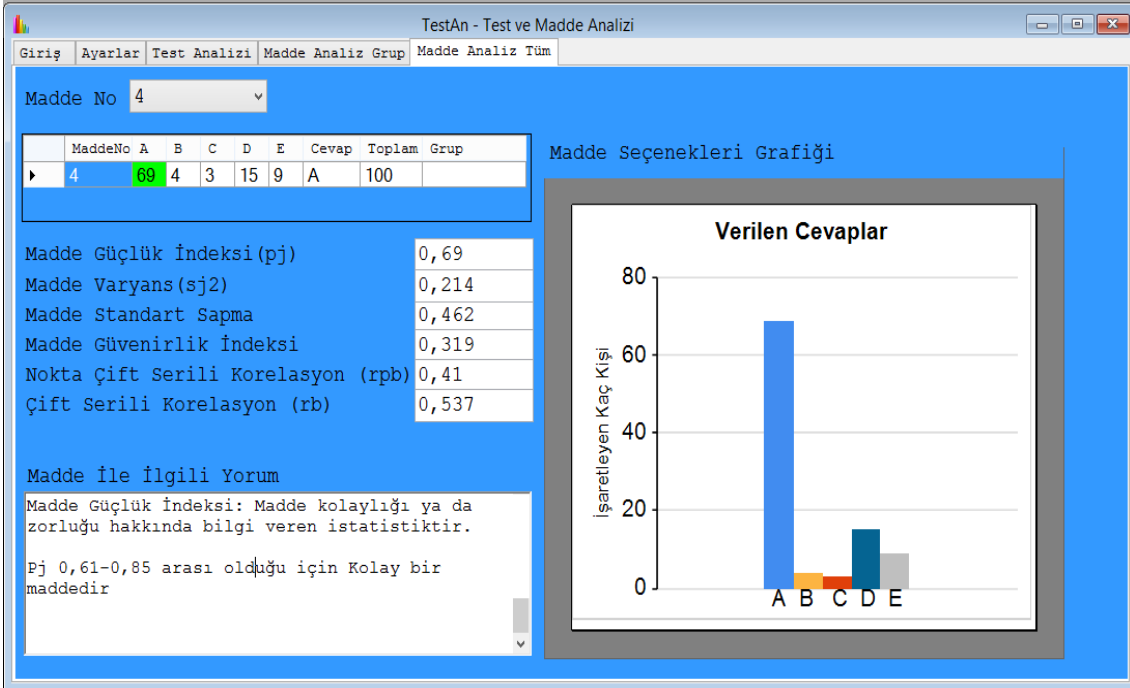 TestAn - Test ve Madde Analizi
Giriş Ayarlar Test Analizi Madde Analiz Grup Madde Analiz Tüm
Madde No 4
MaddeNo A B C D E Cevap Toplam Grup
4 69 4 3 15 9 A 100
Madde Güçlük İndeksi(pj) 0,69
Madde Varyans(sj2) 0,214
Madde Standart Sapma 0,462
Madde Güvenirlik İndeksi 0,319
Nokta Çift Serili Korelasyon (rpb) 0,41
Çift Serili Korelasyon (rb) 0,537
Madde İle İlgili Yorum
Madde Güçlük İndeksi: Madde kolaylığı ya da
zorluğu hakkında bilgi veren istatistiktir.
Pj 0,61-0,85 arası olduğu için Kolay bir
maddedir
Madde Seçenekleri Grafiği
Verilen Cevaplar
İşaretleyen Kaç Kişi
80
60
40
20
0
A B C D E